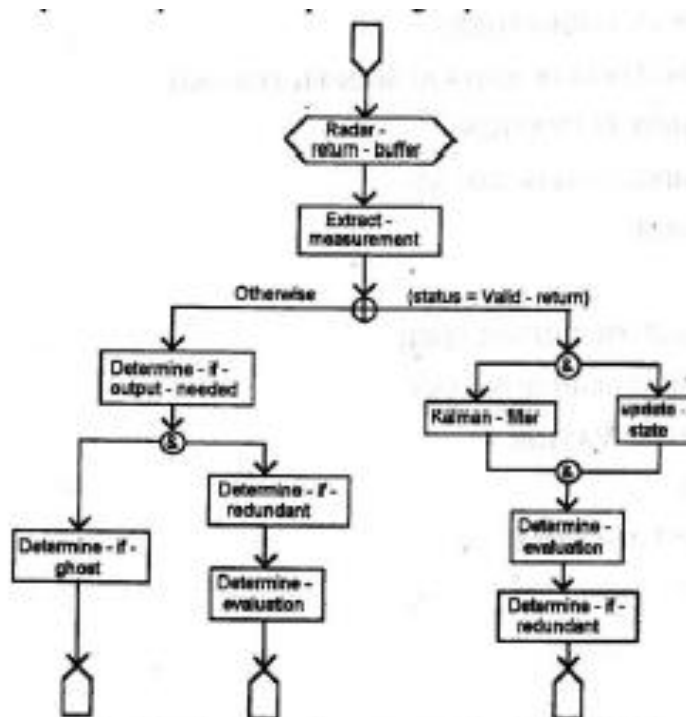 Radar -
return - buffer
Extract -
measurement
Otherwise
(status = Valid - return)
Determine - if -
output - needed
&
Kalman - filter
update -
state
&
&
Determine - if -
redundant
Determine -
evaluation
Determine - if -
ghost
Determine -
evaluation
Determine - if -
redundant